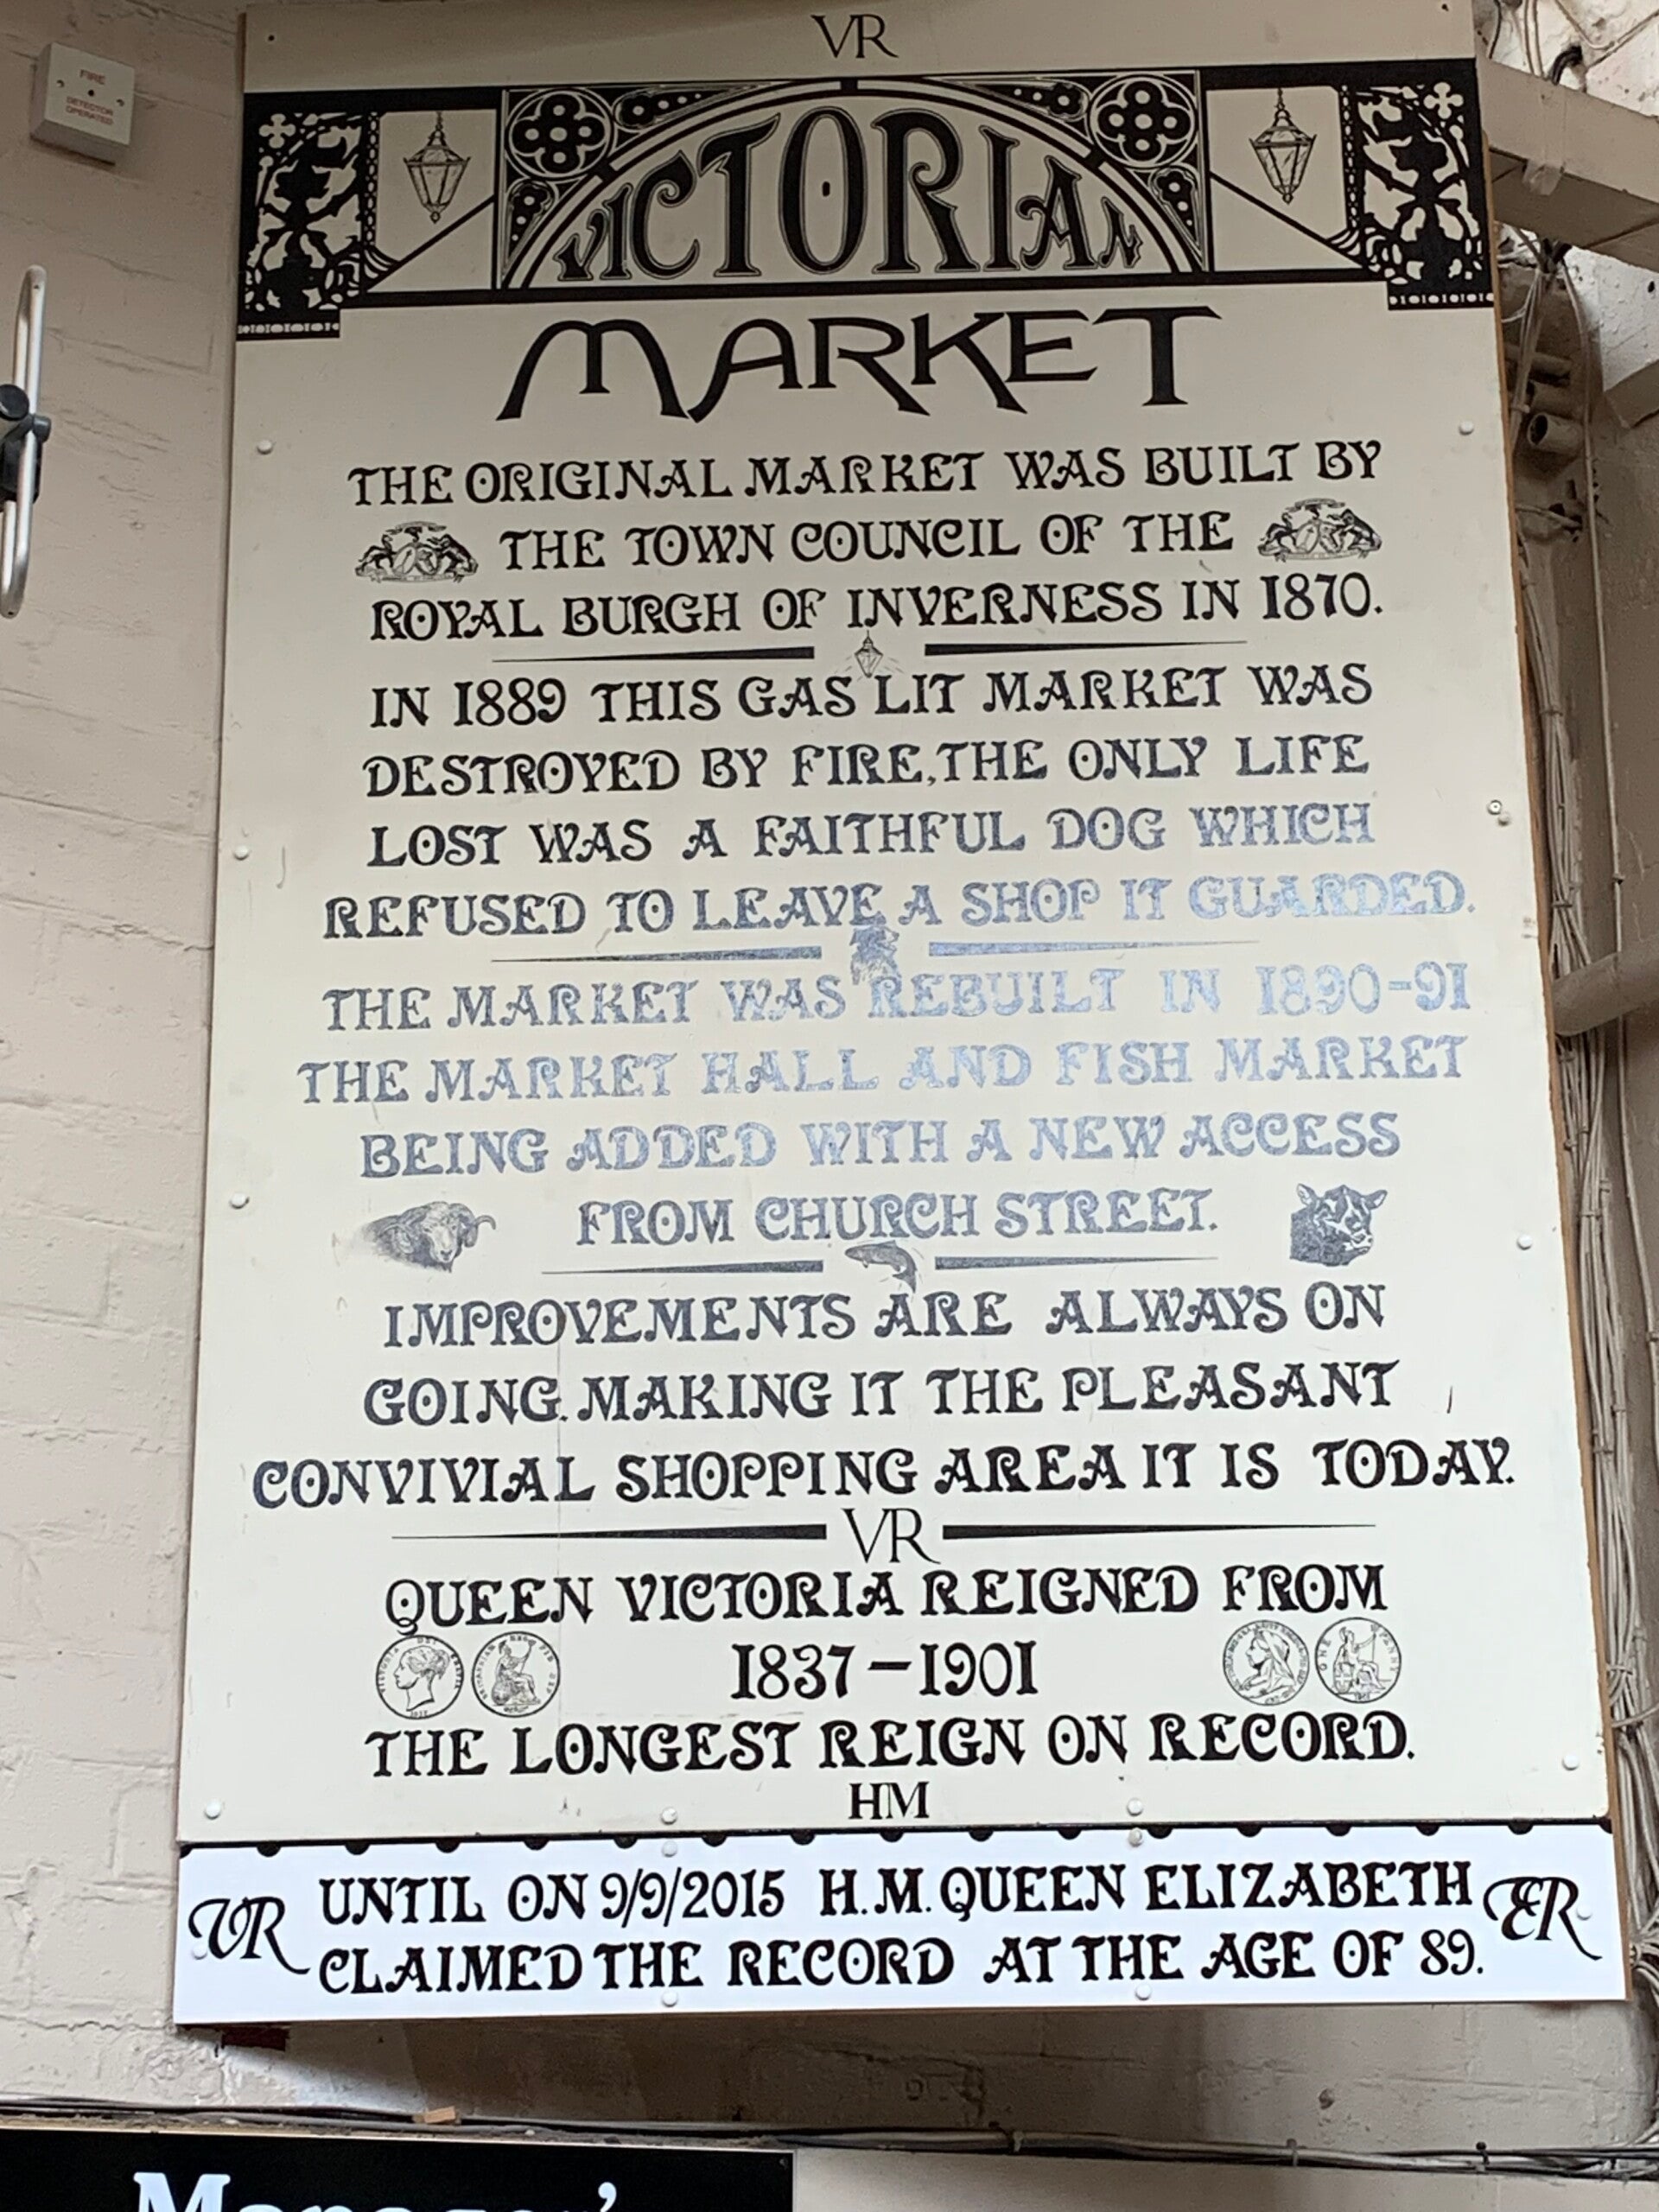 FIRE
DETECTOR
OPERATED
VR
VICTORIAN
MARKET
THE ORIGINAL MARKET WAS BUILT BY
THE TOWN COUNCIL OF THE
ROYAL BURGH OF INVERNESS IN 1870.
IN 1889 THIS GAS LIT MARKET WAS
DESTROYED BY FIRE, THE ONLY LIFE
LOST WAS A FAITHFUL DOG WHICH
REFUSED TO LEAVE A SHOP IT GUARDED.
THE MARKET WAS REBUILT IN 1890-91
THE MARKET HALL AND FISH MARKET
BEING ADDED WITH A NEW ACCESS
FROM CHURCH STREET.
IMPROVEMENTS ARE ALWAYS ON
GOING. MAKING IT THE PLEASANT
CONVIVIAL SHOPPING AREA IT IS TODAY.
VR
QUEEN VICTORIA REIGNED FROM
1837-1901
THE LONGEST REIGN ON RECORD.
HM
VR UNTIL ON 9/9/2015 H.M. QUEEN ELIZABETH ER
CLAIMED THE RECORD AT THE AGE OF 89.